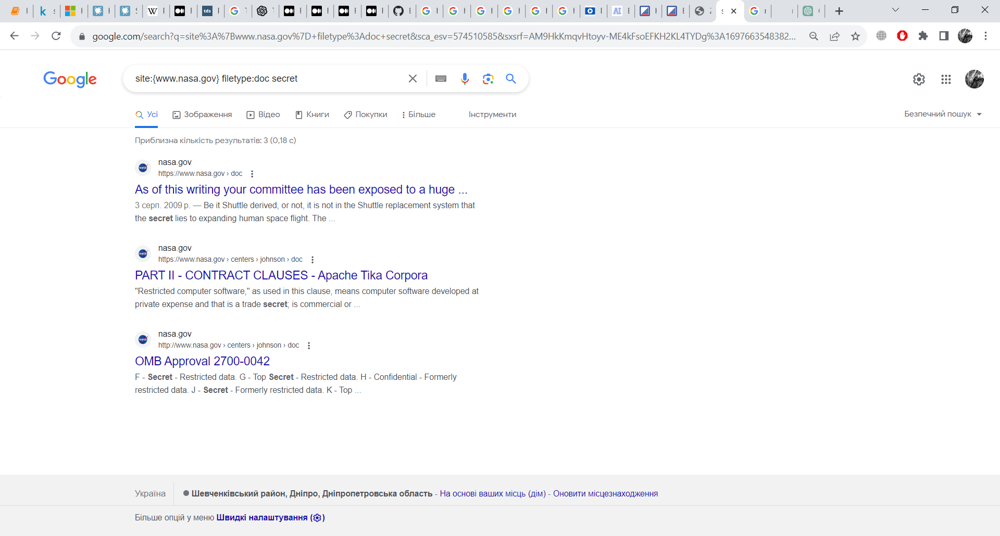 google.com/search?q=site%3A%7Bwww.nasa.gov%7D+filetype%3Adoc+secret&sca_esv=574510585&sxsrf=AM9HkKmqvHtoyv-ME4kFsoEFKH2KL4TYDg%3A1697663548382...
Google
site:{www.nasa.gov} filetype:doc secret
Усі Зображення Відео Книги Покупки Більше Інструменти Безпечний пошук
Приблизна кількість результатів: 3 (0,18 с)
nasa.gov
https://www.nasa.gov › doc
As of this writing your committee has been exposed to a huge ...
3 серп. 2009 р. — Be it Shuttle derived, or not, it is not in the Shuttle replacement system that
the secret lies to expanding human space flight. The ...
nasa.gov
https://www.nasa.gov › centers › johnson › doc
PART II - CONTRACT CLAUSES - Apache Tika Corpora
"Restricted computer software," as used in this clause, means computer software developed at
private expense and that is a trade secret; is commercial or ...
nasa.gov
http://www.nasa.gov › centers › johnson › doc
OMB Approval 2700-0042
F - Secret - Restricted data. G - Top Secret - Restricted data. H - Confidential - Formerly
restricted data. J - Secret - Formerly restricted data. K - Top ...
Україна Шевченківський район, Дніпро, Дніпропетровська область - На основі ваших місць (дім) - Оновити місцезнаходження
Більше опцій у меню Швидкі налаштування ( )